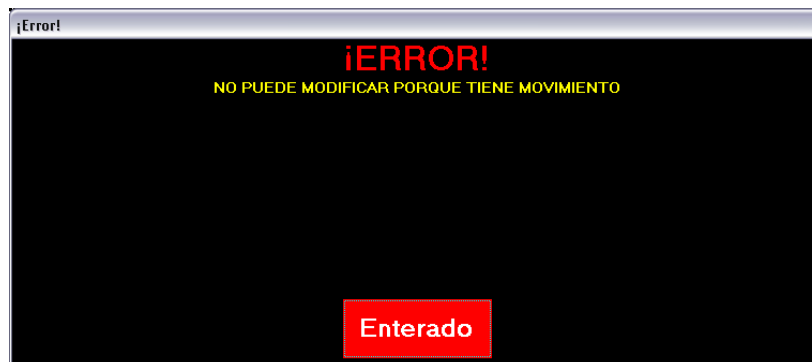 ¡Error!
¡ERROR!
NO PUEDE MODIFICAR PORQUE TIENE MOVIMIENTO
Enterado